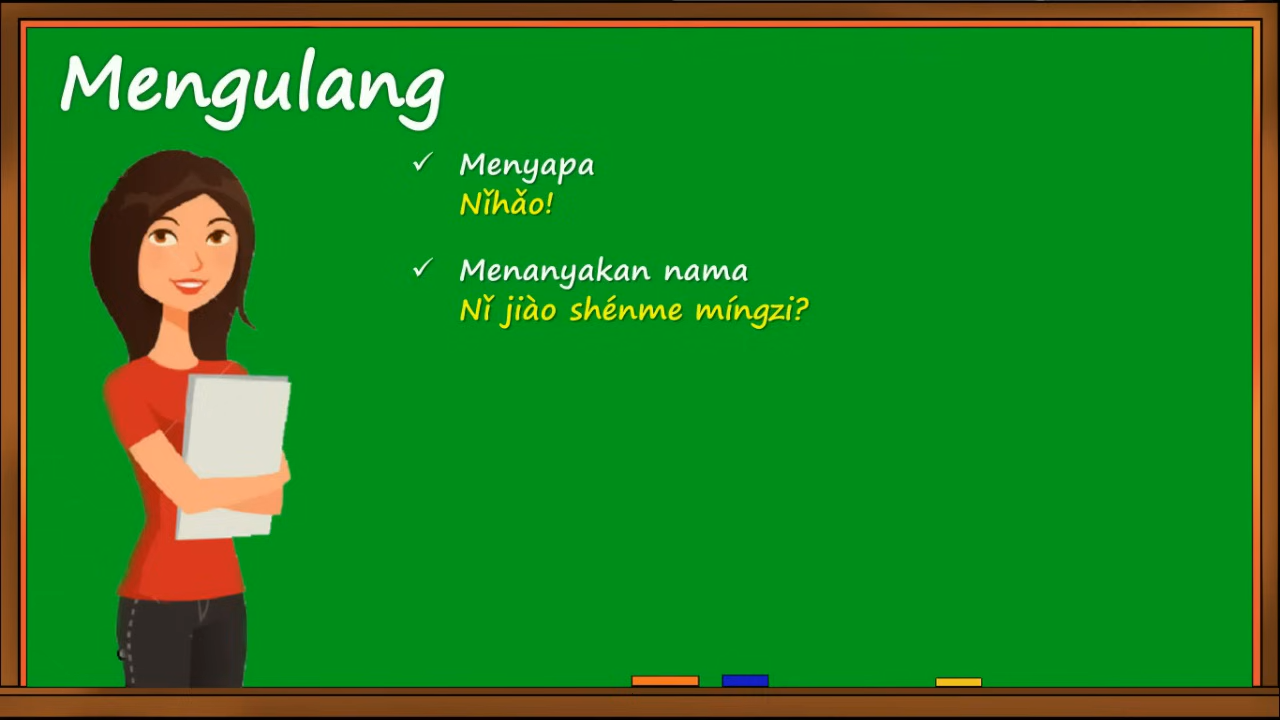 Mengulang
✓ Menyapa
Nǐhǎo!
✓ Menanyakan nama
Nǐ jiào shénme míngzi?